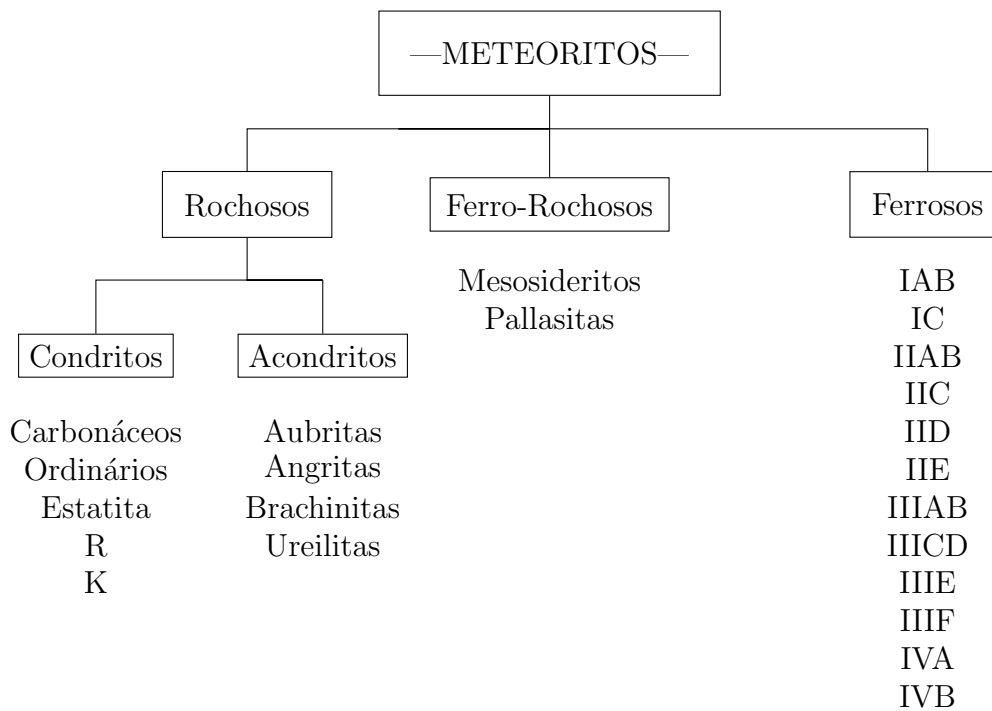 —METEORITOS—
Rochosos
Ferro-Rochosos
Ferrosos
Condritos
Acondritos
Carbonáceos
Ordinários
Estatita
R
K
Aubritas
Angritas
Brachinitas
Ureilitas
Mesosideritos
Pallasitas
IAB
IC
IIAB
IIC
IID
IIE
IIIAB
IIICD
IIIE
IIIF
IVA
IVB